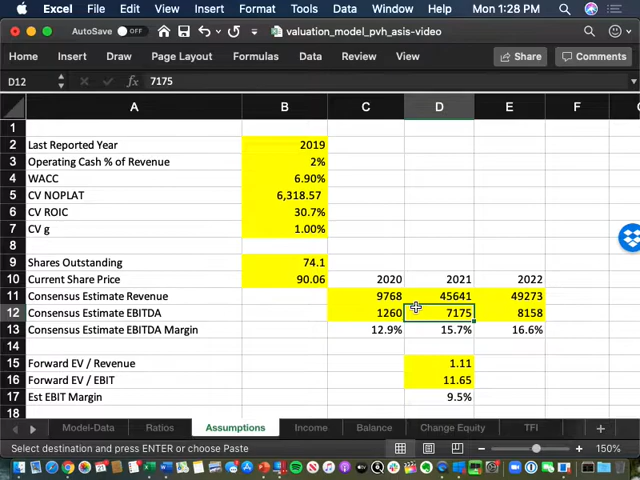 Excel File Edit View Insert Format Tools Data Window Help Mon 1:28 PM
AutoSave OFF valuation_model_pvh_asis-video
Home Insert Draw Page Layout Formulas Data Review View Share Comments
D12 fx 7175
A B C D E F
1
2 Last Reported Year 2019
3 Operating Cash % of Revenue 2%
4 WACC 6.90%
5 CV NOPLAT 6,318.57
6 CV ROIC 30.7%
7 CV g 1.00%
8
9 Shares Outstanding 74.1
10 Current Share Price 90.06 2020 2021 2022
11 Consensus Estimate Revenue 9768 45641 49273
12 Consensus Estimate EBITDA 1260 7175 8158
13 Consensus Estimate EBITDA Margin 12.9% 15.7% 16.6%
14
15 Forward EV / Revenue 1.11
16 Forward EV / EBIT 11.65
17 Est EBIT Margin 9.5%
18
Model-Data Ratios Assumptions Income Balance Change Equity TFI
Select destination and press ENTER or choose Paste 150%